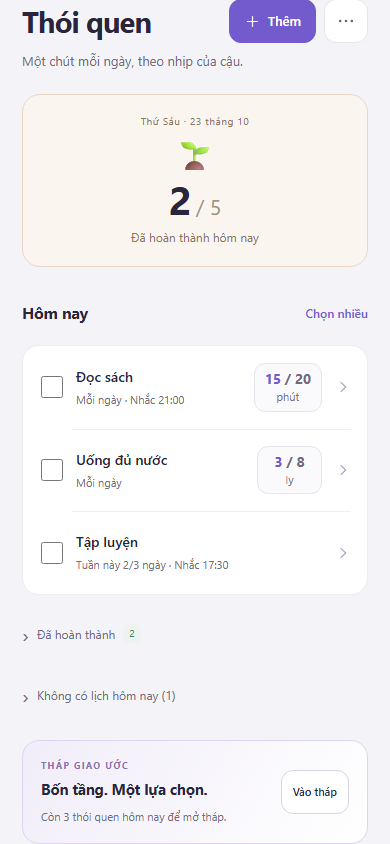 Thói quen
+ Thêm
...
Một chút mỗi ngày, theo nhịp của cậu.
Thứ Sáu · 23 tháng 10
2 / 5
Đã hoàn thành hôm nay
Hôm nay
Chọn nhiều
Đọc sách
Mỗi ngày · Nhắc 21:00
15 / 20
phút
Uống đủ nước
Mỗi ngày
3 / 8
ly
Tập luyện
Tuần này 2/3 ngày · Nhắc 17:30
Đã hoàn thành 2
Không có lịch hôm nay (1)
THÁP GIAO ƯỚC
Bốn tầng. Một lựa chọn.
Còn 3 thói quen hôm nay để mở tháp.
Vào tháp